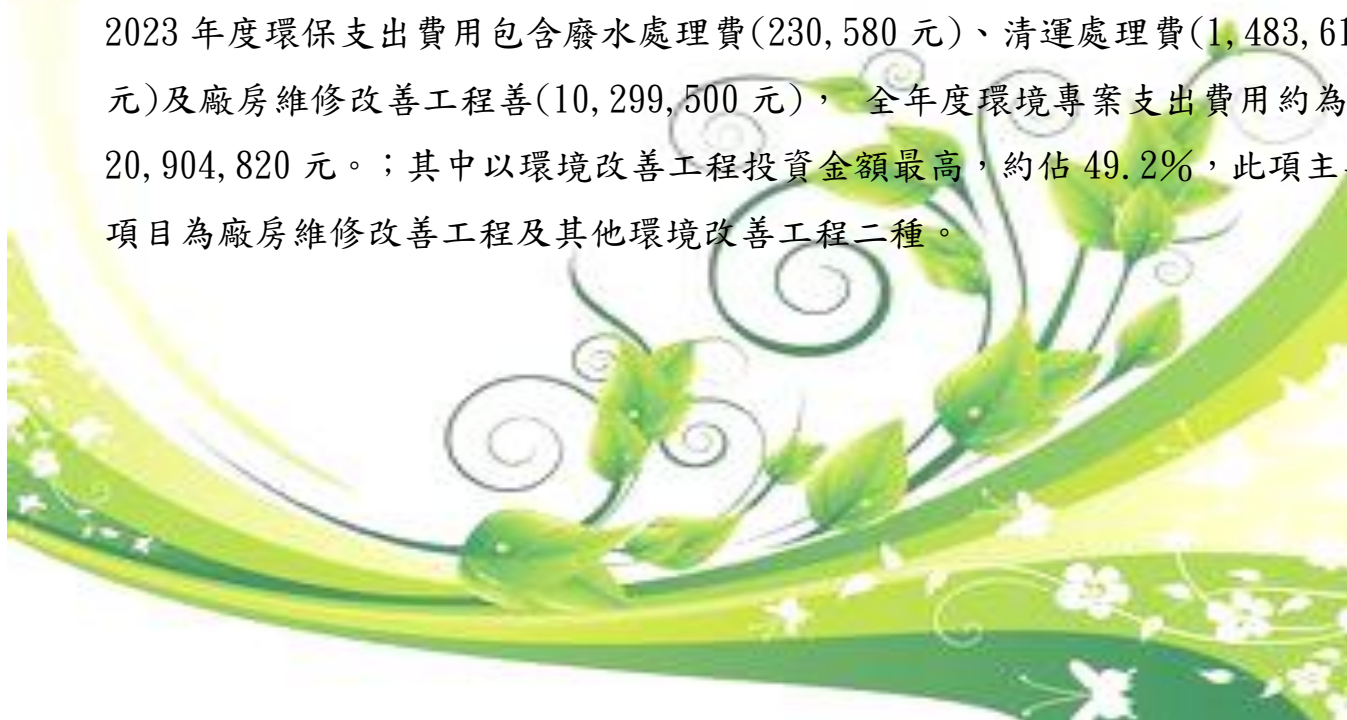 2023 年度環保支出費用包含廢水處理費(230,580 元)、清運處理費(1,483,61
元)及廠房維修改善工程善(10,299,500 元)， 全年度環境專案支出費用約為
20,904,820 元。；其中以環境改善工程投資金額最高，約佔 49.2%，此項主
項目為廠房維修改善工程及其他環境改善工程二種。